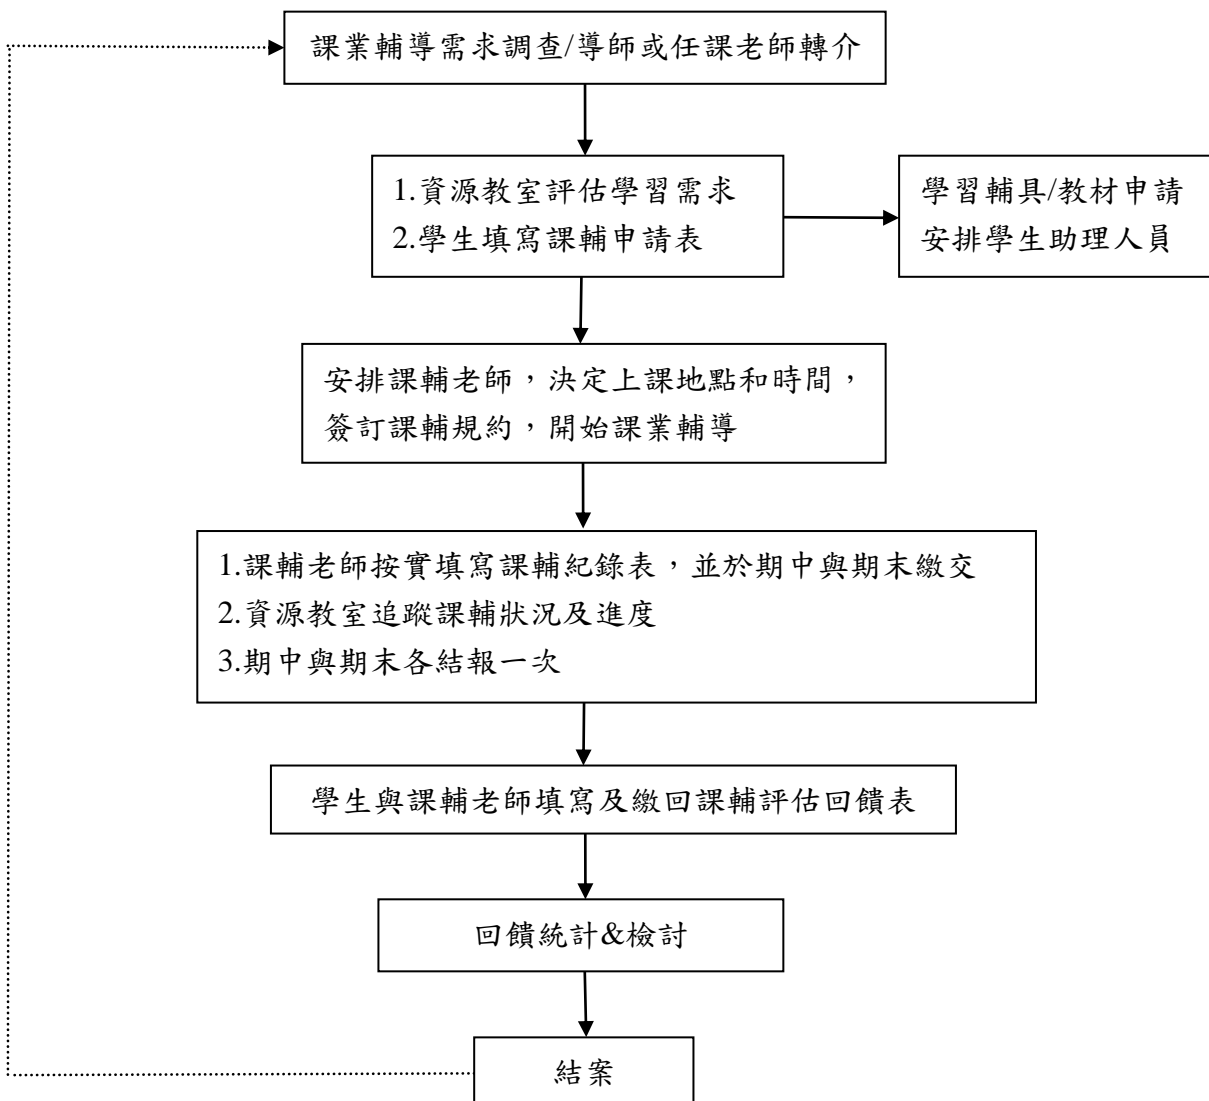 課業輔導需求調查/導師或任課老師轉介
1.資源教室評估學習需求
2.學生填寫課輔申請表
學習輔具/教材申請
安排學生助理人員
安排課輔老師，決定上課地點和時間，
簽訂課輔規約，開始課業輔導
1.課輔老師按實填寫課輔紀錄表，並於期中與期末繳交
2.資源教室追蹤課輔狀況及進度
3.期中與期末各結報一次
學生與課輔老師填寫及繳回課輔評估回饋表
回饋統計&檢討
結案